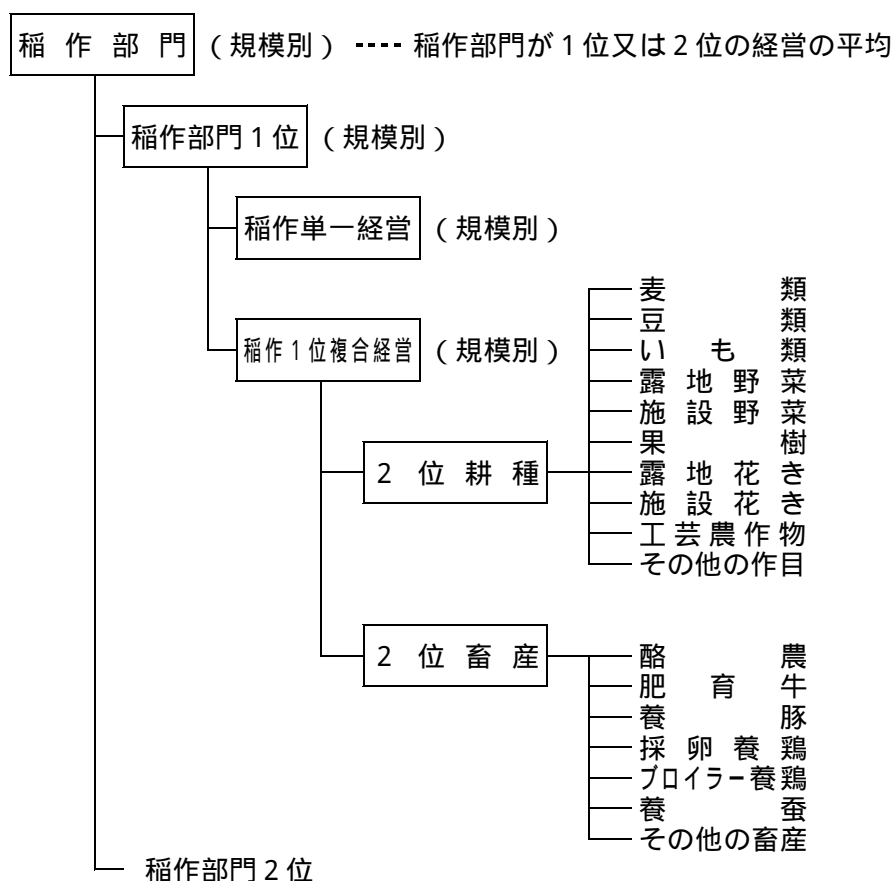 稲作部門（規模別）----稲作部門が1位又は2位の経営の平均
稲作部門1位（規模別）
稲作単一経営（規模別）
稲作1位複合経営（規模別）
2位耕種
麦類
豆類
いも類
露地野菜
施設野菜
果樹
露地花き
施設花き
工芸農作物
その他の作目
2位畜産
酪農
肥育牛
養豚
採卵養鶏
ブロイラー養鶏
養蚕
その他の畜産
稲作部門2位